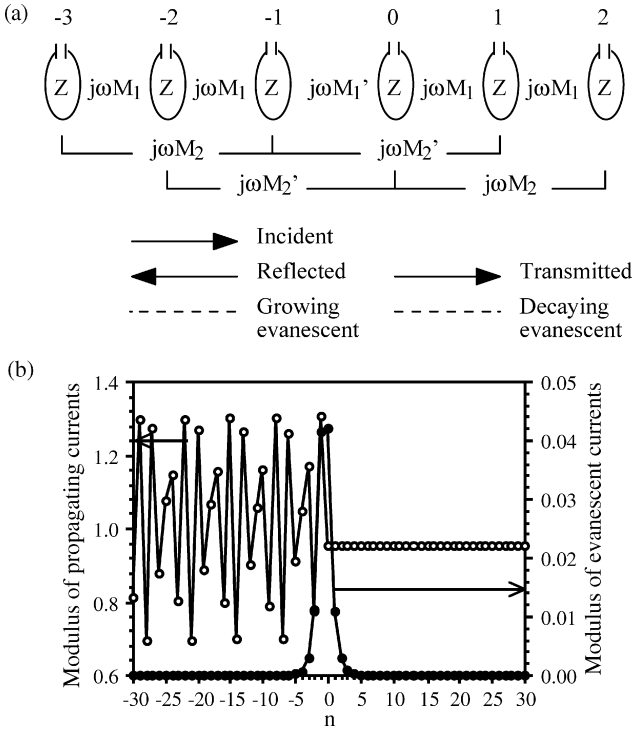 (a)
-3 -2 -1 0 1 2
Z jωM1 Z jωM1 Z jωM1’ Z jωM1 Z jωM1 Z
jωM2 jωM2’
jωM2’ jωM2
Incident
Reflected Transmitted
Growing Decaying
evanescent evanescent
(b)
Modulus of propagating currents
1.4
1.2
1.0
0.8
0.6
0.05
0.04
0.03
0.02
0.01
0.00
Modulus of evanescent currents
-30 -25 -20 -15 -10 -5 0 5 10 15 20 25 30
n